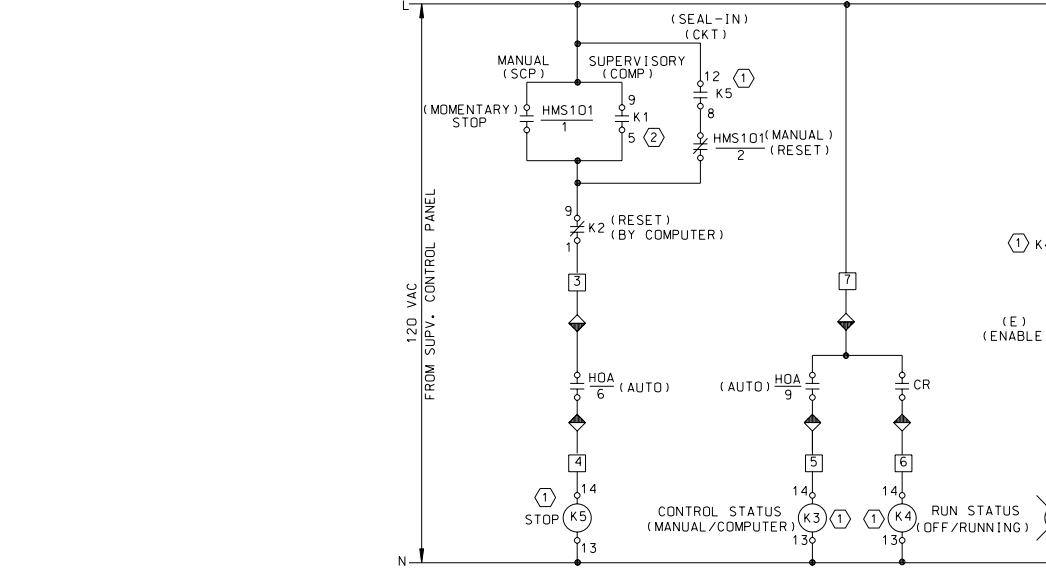 L
(SEAL-IN)
(CKT)
MANUAL
(SCP)
SUPERVISORY
(COMP)
12
1
K5
8
(MOMENTARY)
STOP
HMS101
1
9
K1
5
2
HMS101 (MANUAL)
2 (RESET)
9
K2
(RESET)
(BY COMPUTER)
1
120 VAC
FROM SUPV. CONTROL PANEL
3
7
1 K
(E)
(ENABLE
HOA
6
(AUTO)
(AUTO)
HOA
9
CR
4
5
6
1
14
STOP
K5
13
CONTROL STATUS
(MANUAL/COMPUTER)
14
K3
1
13
1
14
K4
13
RUN STATUS
(OFF/RUNNING)
N